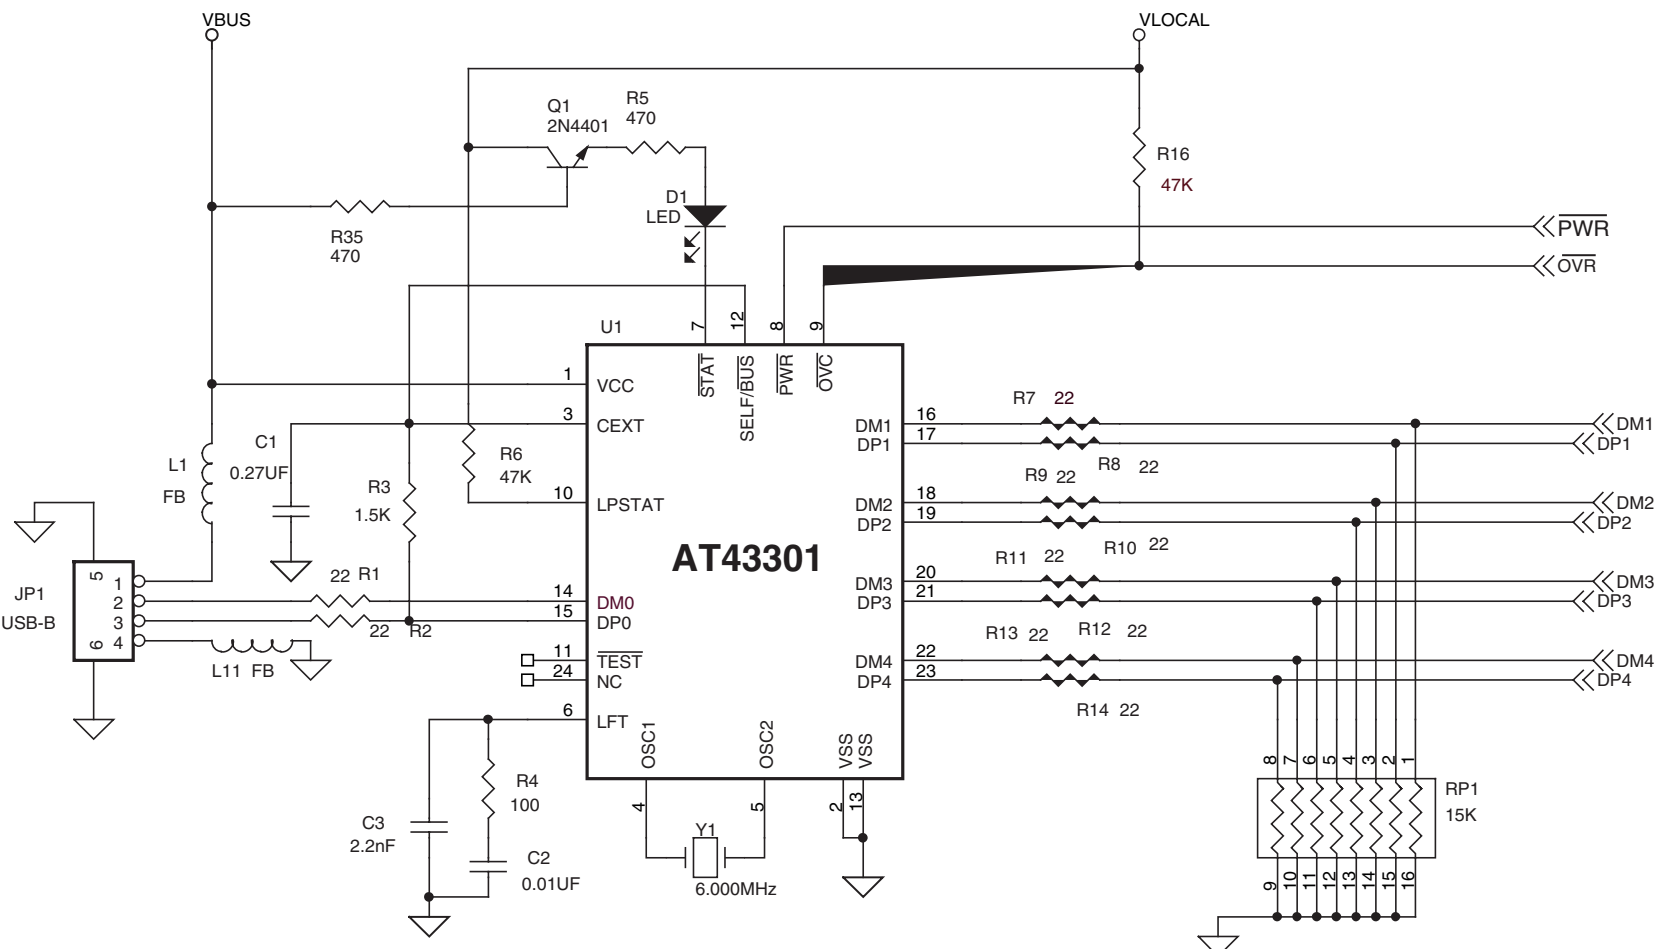 VBUS
VLOCAL
Q1
2N4401
R5
470
R16
47K
D1
LED
R35
470
PWR
OVR
U1
7
12
8
9
STAT
SELF/BUS
PWR
OVC
1
VCC
3
CEXT
10
LPSTAT
14
DM0
15
DP0
11
TEST
24
NC
6
LFT
AT43301
DM1
16
DP1
17
DM2
18
DP2
19
DM3
20
DP3
21
DM4
22
DP4
23
OSC1
OSC2
VSS
VSS
4
5
2
13
L1
FB
C1
0.27UF
R3
1.5K
R6
47K
JP1
USB-B
5
6
1
2
3
4
22 R1
22 R2
L11 FB
C3
2.2nF
R4
100
C2
0.01UF
Y1
6.000MHz
R7 22
R8 22
R9 22
R10 22
R11 22
R12 22
R13 22
R14 22
DM1
DP1
DM2
DP2
DM3
DP3
DM4
DP4
8 7 6 5 4 3 2 1
RP1
15K
9 10 11 12 13 14 15 16